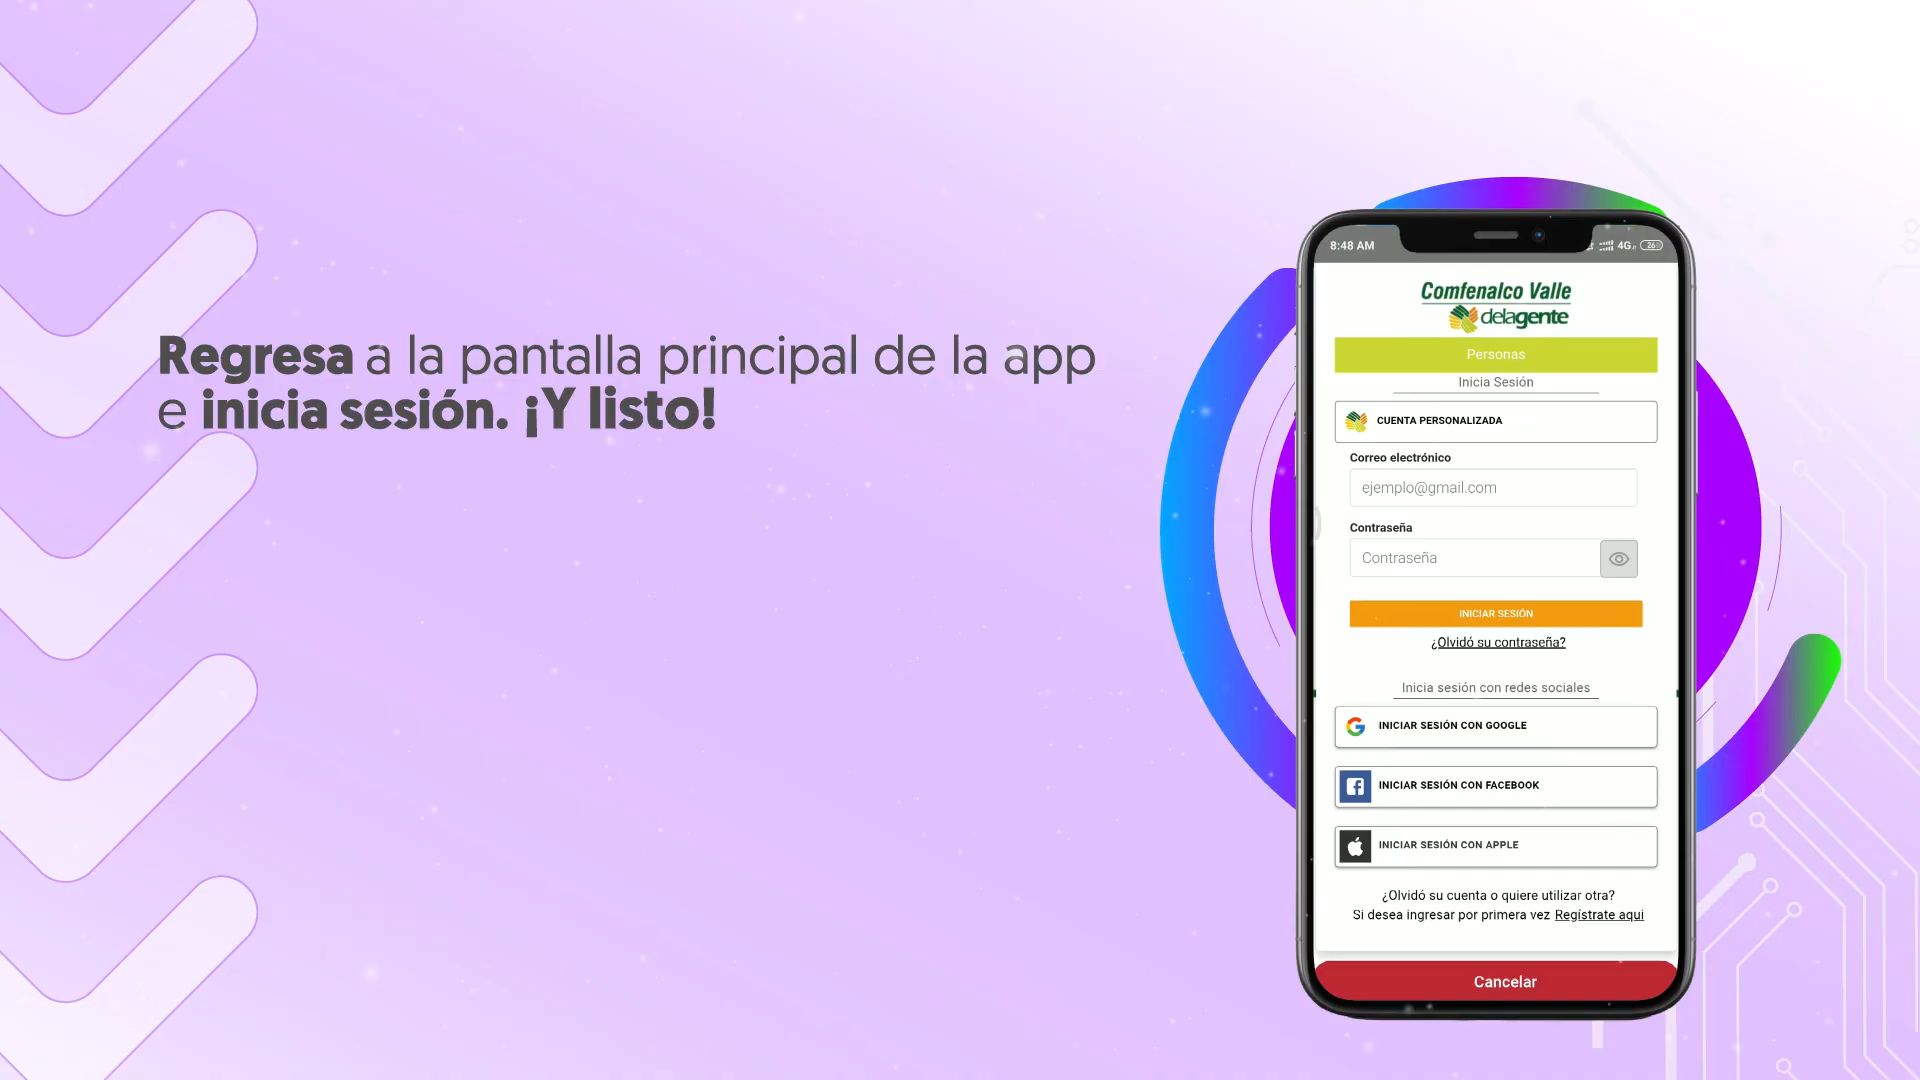 Regresa a la pantalla principal de la app
e inicia sesión. ¡Y listo!
8:48 AM
4G
26
Comfenalco Valle
delagente
Personas
Inicia Sesión
CUENTA PERSONALIZADA
Correo electrónico
ejemplo@gmail.com
Contraseña
Contraseña
INICIAR SESIÓN
¿Olvidó su contraseña?
Inicia sesión con redes sociales
INICIAR SESIÓN CON GOOGLE
INICIAR SESIÓN CON FACEBOOK
INICIAR SESIÓN CON APPLE
¿Olvidó su cuenta o quiere utilizar otra?
Si desea ingresar por primera vez Regístrate aqui
Cancelar